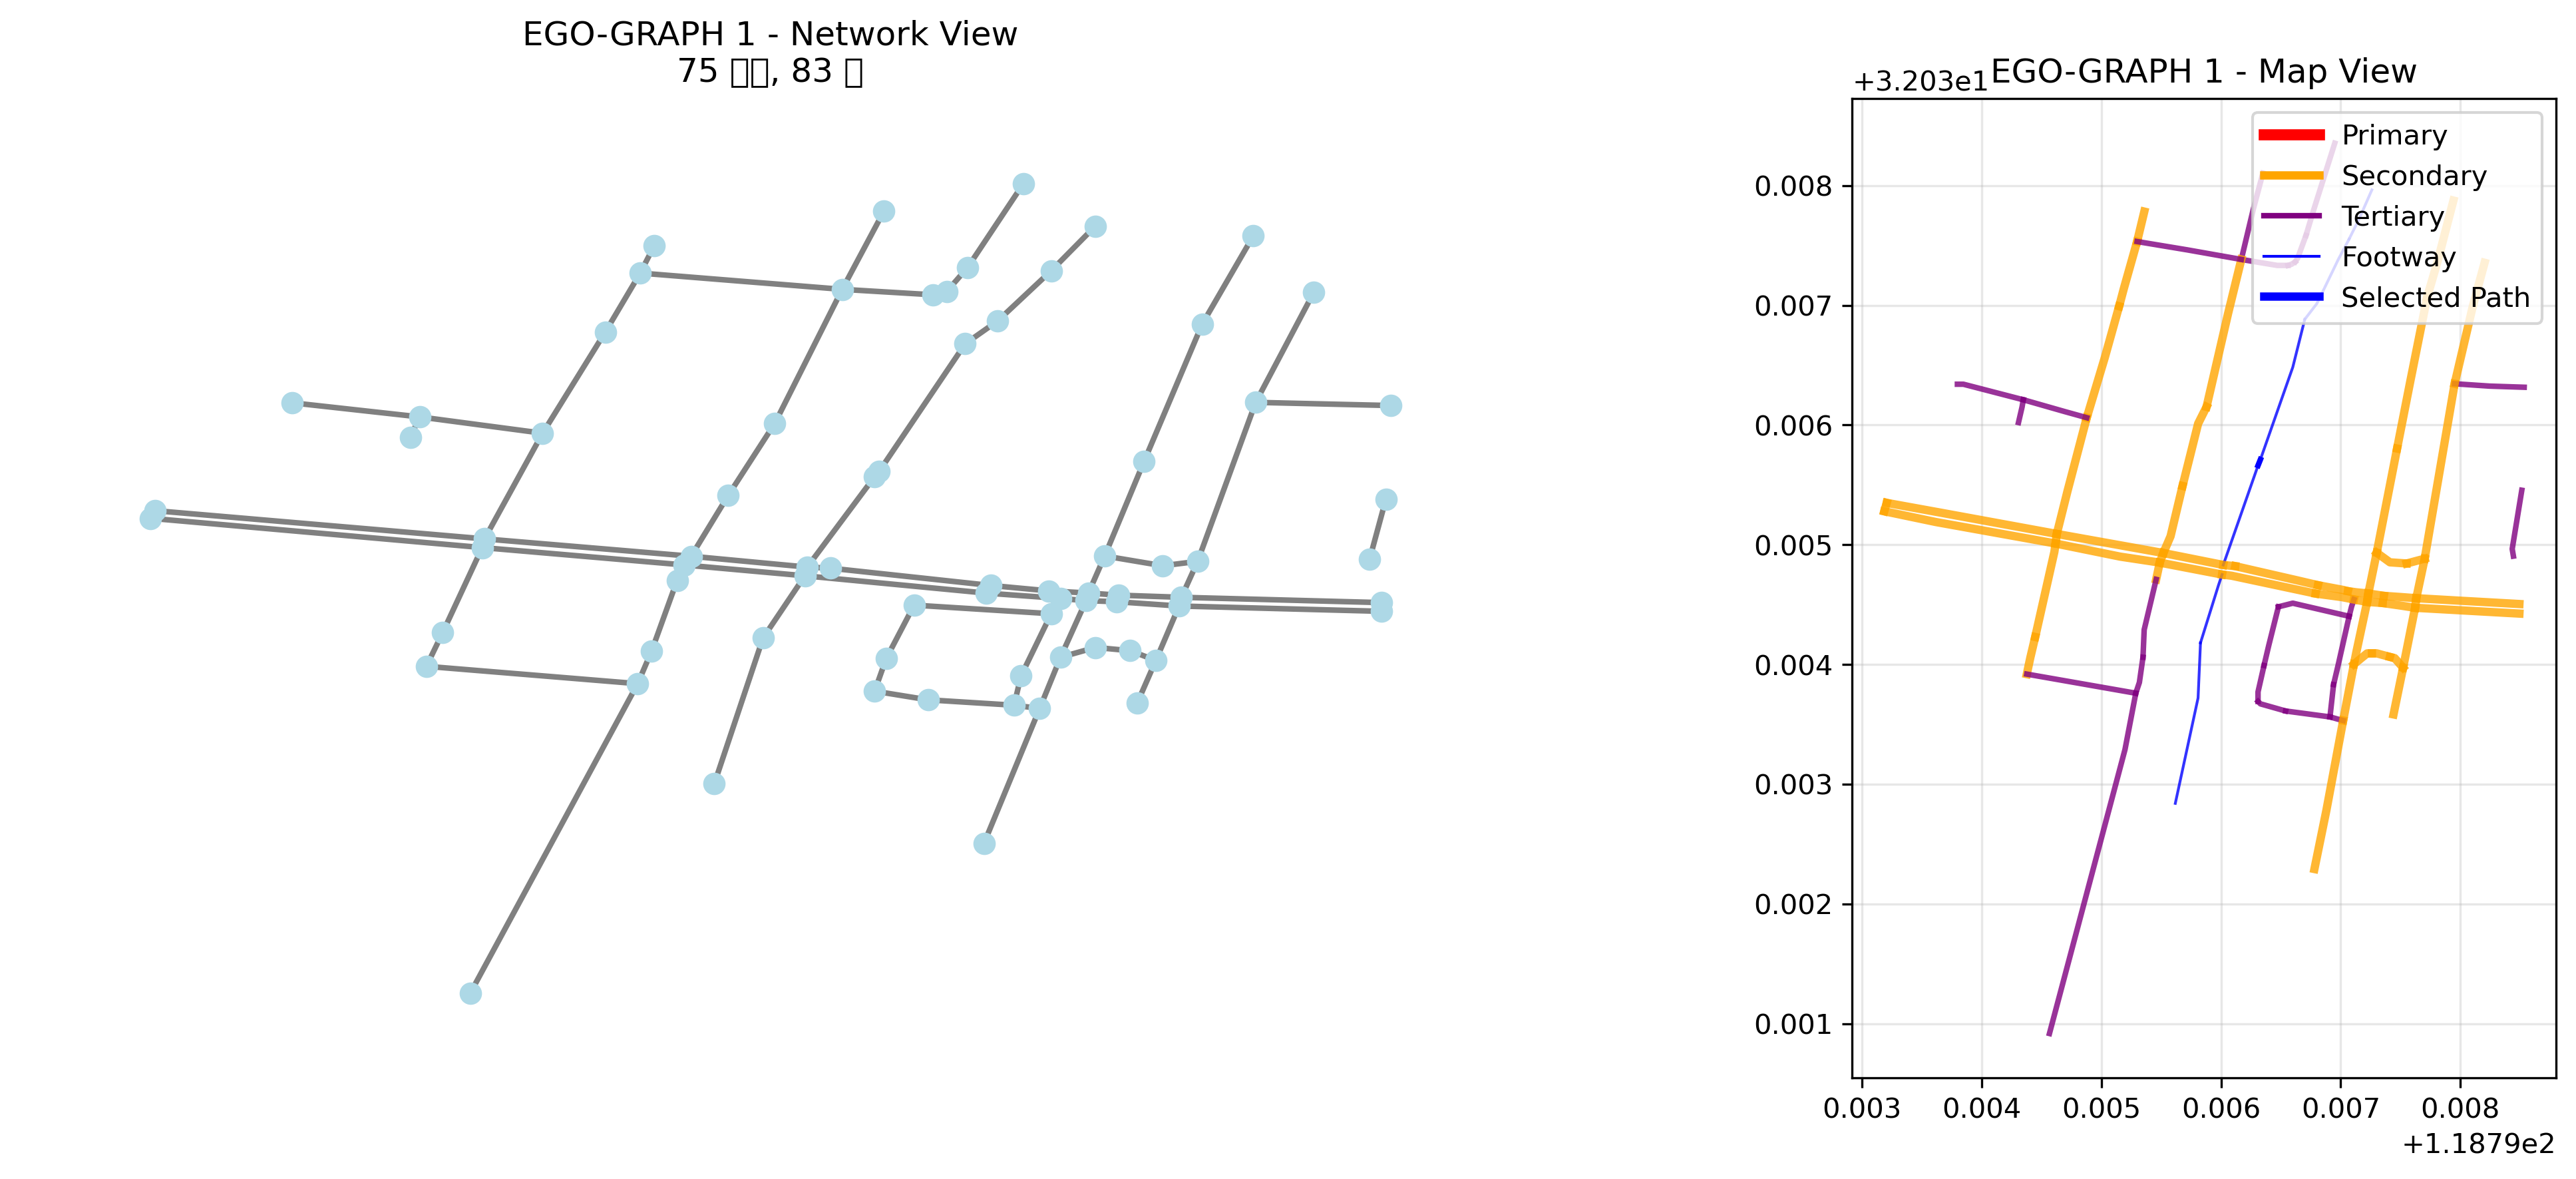 EGO-GRAPH 1 - Network View
75 , 83
+3.203e1
EGO-GRAPH 1 - Map View
Primary
Secondary
Tertiary
Footway
Selected Path
0.008
0.007
0.006
0.005
0.004
0.003
0.002
0.001
0.003 0.004 0.005 0.006 0.007 0.008
+1.1879e2